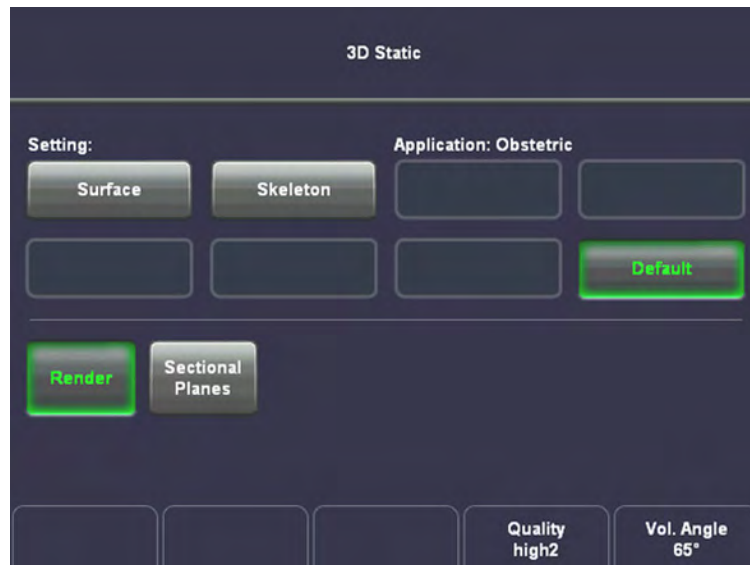 3D Static
Setting:
Application: Obstetric
Surface
Skeleton
Default
Render
Sectional
Planes
Quality
high2
Vol. Angle
65°